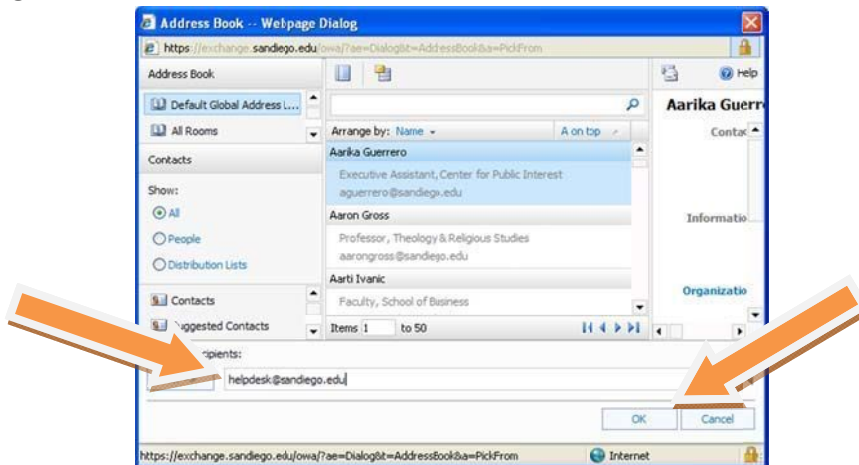 Address Book -- Webpage Dialog
https://exchange.sandiego.edu/owa/?ae=Dialog&t=AddressBook&a=PickFrom
Address Book
Help
Default Global Address L...
Aarika Guerr
All Rooms
Arrange by: Name
A on top
Contac
Contacts
Aarika Guerrero
Executive Assistant, Center for Public Interest
aguerrero@sandiego.edu
Show:
All
Aaron Gross
Informatio
People
Professor, Theology & Religious Studies
aarongross@sandiego.edu
Distribution Lists
Aarti Ivanic
Organizatio
Contacts
Faculty, School of Business
uggested Contacts
Items 1 to 50
cipients:
helpdesk@sandiego.edu
OK
Cancel
https://exchange.sandiego.edu/owa/?ae=Dialog&t=AddressBook&a=PickFrom
Internet